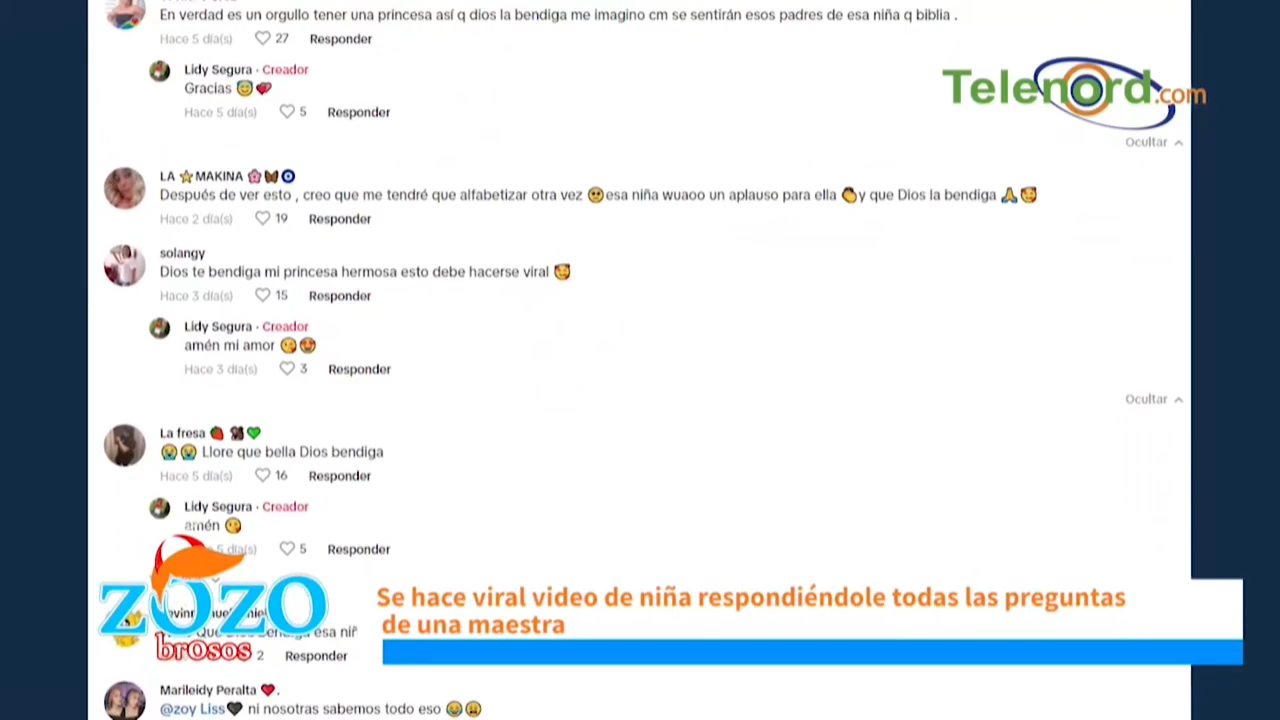 En verdad es un orgullo tener una princesa así q dios la bendiga me imagino cm se sentirán esos padres de esa niña q biblia .
Hace 5 día(s) 27 Responder
Lidy Segura · Creador
Gracias 😇💕
Hace 5 día(s) 5 Responder
Telenord.com
Ocultar
LA ⭐MAKINA 🌸🦋🧿
Después de ver esto , creo que me tendré que alfabetizar otra vez 🥺esa niña wuaoo un aplauso para ella 👏y que Dios la bendiga 🙏🥰
Hace 2 día(s) 19 Responder
solangy
Dios te bendiga mi princesa hermosa esto debe hacerse viral 🥰
Hace 3 día(s) 15 Responder
Lidy Segura · Creador
amén mi amor 😘😍
Hace 3 día(s) 3 Responder
Ocultar
La fresa 🍓 🐿 💚
😭😭 Llore que bella Dios bendiga
Hace 5 día(s) 16 Responder
Lidy Segura · Creador
amén 😘
5 día(s) 5 Responder
zozo
brosos
Se hace viral video de niña respondiéndole todas las preguntas
de una maestra
esa niñ
2 Responder
Marileidy Peralta ❤️.
@zoy Liss🖤 ni nosotras sabemos todo eso 😂😩